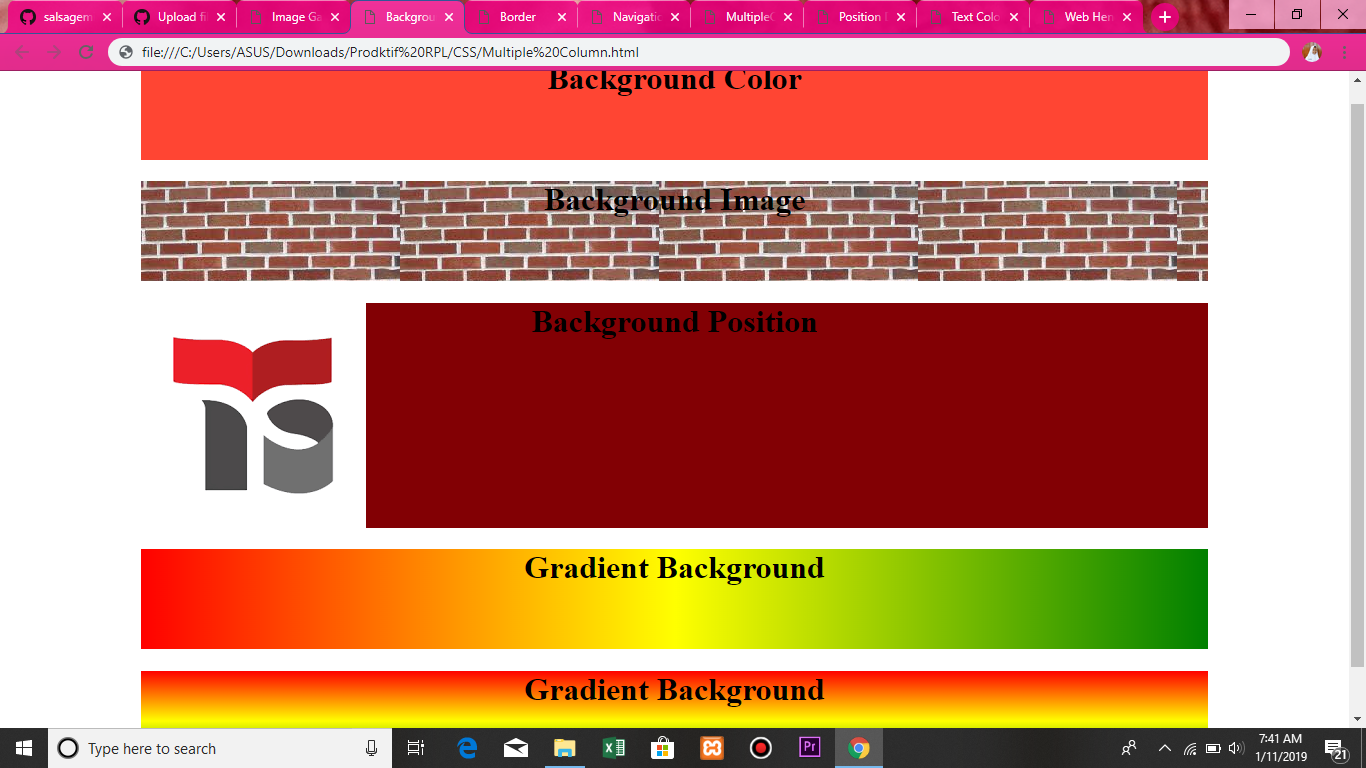 salsagem
Upload fi
Image Ga
Backgrou
Border
Navigatio
Multiple
Position
Text Colo
Web Her
file:///C:/Users/ASUS/Downloads/Prodktif%20RPL/CSS/Multiple%20Column.html
Background Color
Background Image
Background Position
Gradient Background
Gradient Background
Type here to search
Pr
7:41 AM
1/11/2019
21